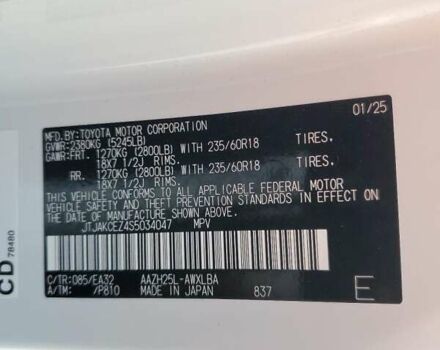 01/25
MFD.BY:TOYOTA MOTOR CORPORATION
GVWR:2380KG (5245LB)
GAWR:FRT. 1270KG (2800LB) WITH 235/60R18 TIRES.
18X7 1/2J RIMS.
RR. 1270KG (2800LB) WITH 235/60R18 TIRES.
18X7 1/2J RIMS.
THIS VEHICLE CONFORMS TO ALL APPLICABLE FEDERAL MOTOR
VEHICLE SAFETY AND THEFT PREVENTION STANDARDS IN EFFECT
ON THE DATE OF MANUFACTURE SHOWN ABOVE.
JTJAKCEZ4S5034047 MPV
C/TR:085/EA32 AAZH25L-AWXLBA
A/TM: /P810 MADE IN JAPAN 837 E
CD 78480